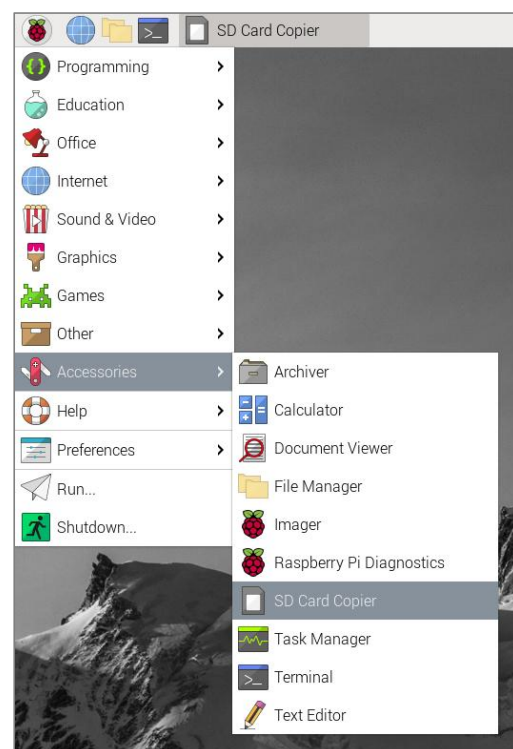 SD Card Copier
Programming
Education
Office
Internet
Sound & Video
Graphics
Games
Other
Accessories
Help
Preferences
Run...
Shutdown...
Archiver
Calculator
Document Viewer
File Manager
Imager
Raspberry Pi Diagnostics
SD Card Copier
Task Manager
Terminal
Text Editor